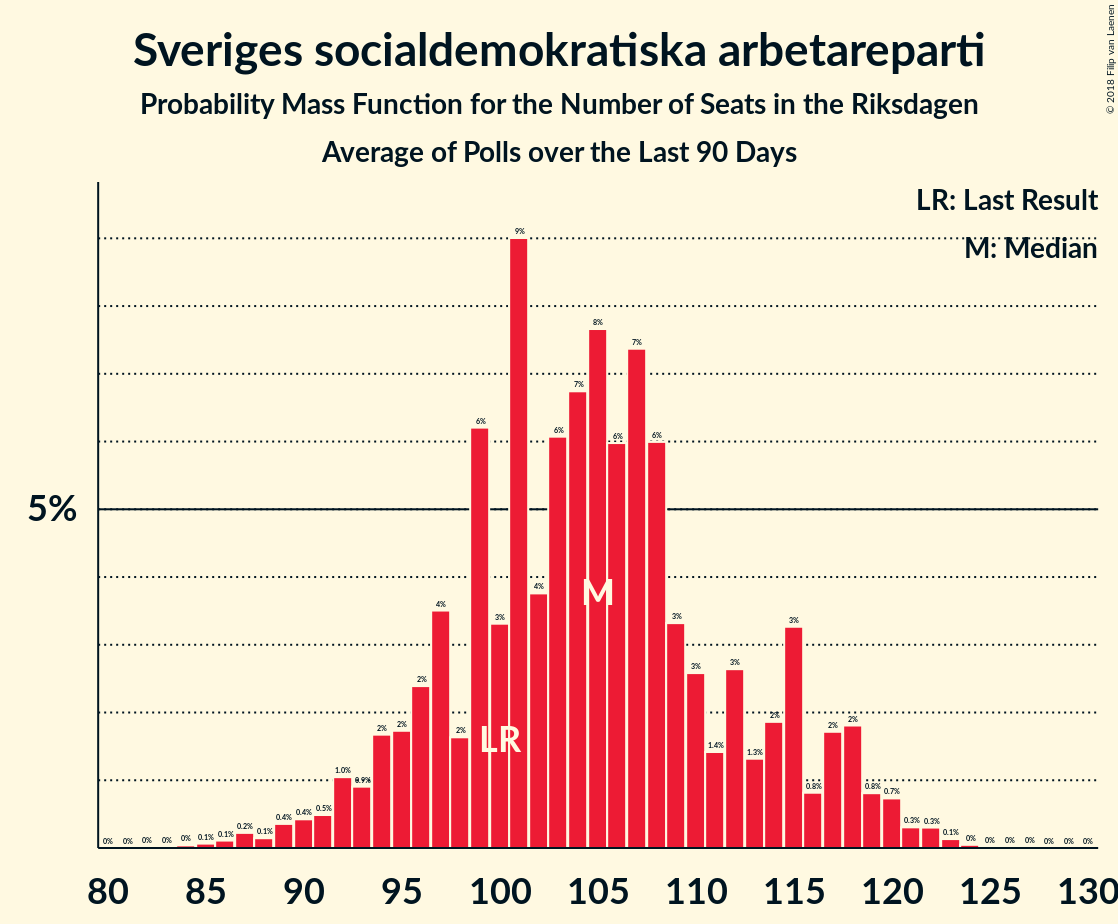 Sveriges socialdemokratiska arbetareparti
Probability Mass Function for the Number of Seats in the Riksdagen
Average of Polls over the Last 90 Days
© 2018 Filip van Laenen
LR: Last Result
M: Median
5%
0% 0% 0% 0% 0% 0.1% 0.1% 0.2% 0.1% 0.4% 0.4% 0.5% 1.0% 0.9% 2% 2% 2% 4% 2% 6% 3% 9% 4% 6% 7% 8% 6% 7% 6% 3% 3% 1.4% 3% 1.3% 2% 3% 0.8% 2% 2% 0.8% 0.7% 0.3% 0.3% 0.1% 0% 0% 0% 0% 0% 0% 0%
M
LR
80 85 90 95 100 105 110 115 120 125 130